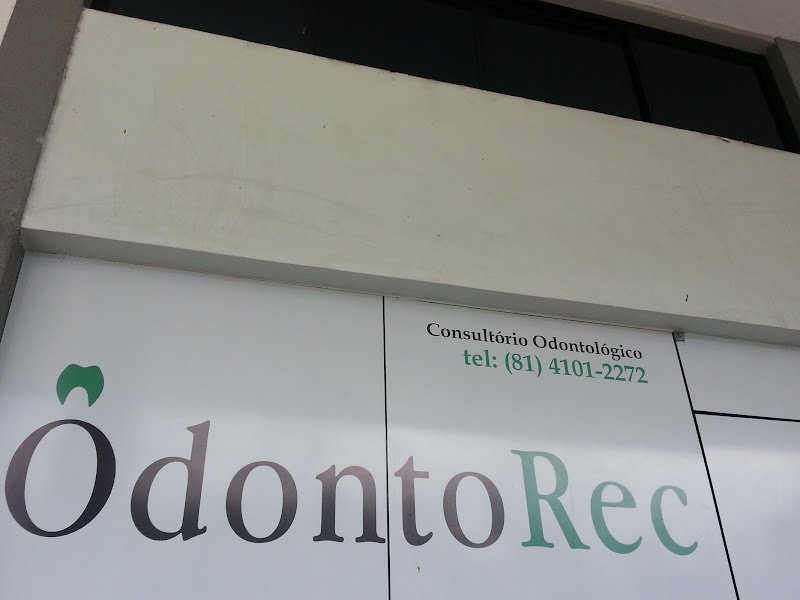 Consultório Odontológico
tel: (81) 4101-2272
OdontoRec